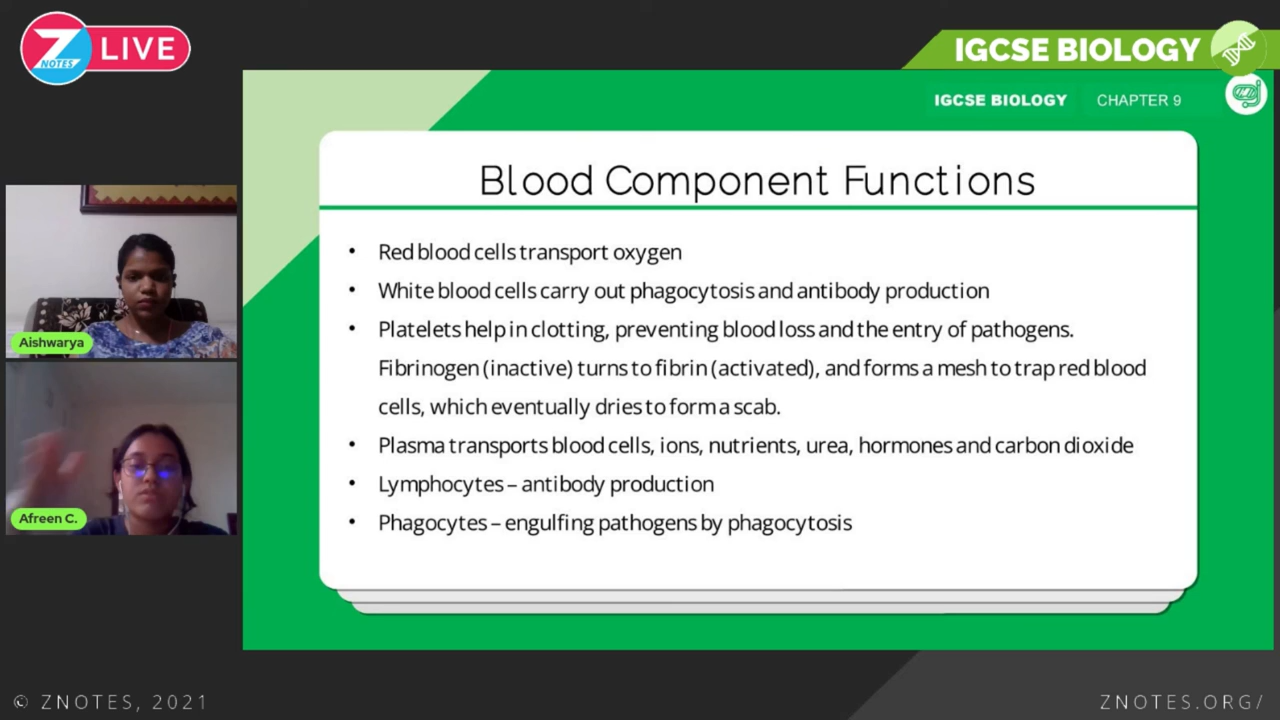 Z NOTES LIVE
IGCSE BIOLOGY
IGCSE BIOLOGY CHAPTER 9
Blood Component Functions
• Red blood cells transport oxygen
• White blood cells carry out phagocytosis and antibody production
• Platelets help in clotting, preventing blood loss and the entry of pathogens.
Fibrinogen (inactive) turns to fibrin (activated), and forms a mesh to trap red blood
cells, which eventually dries to form a scab.
• Plasma transports blood cells, ions, nutrients, urea, hormones and carbon dioxide
• Lymphocytes – antibody production
• Phagocytes – engulfing pathogens by phagocytosis
Aishwarya
Afreen C.
© ZNOTES, 2021
ZNOTES.ORG/